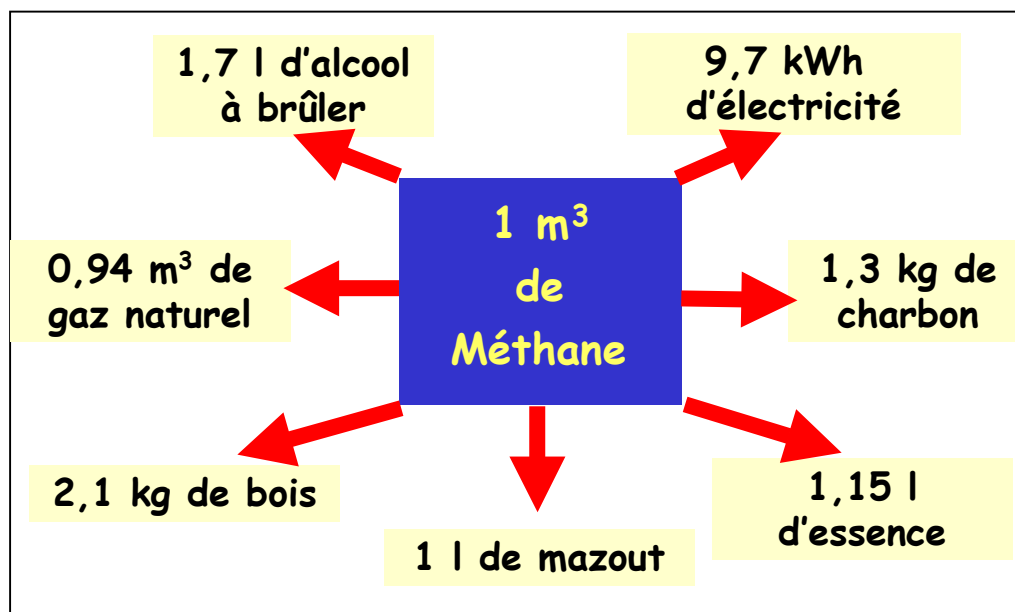 1,7 l d'alcool
à brûler
9,7 kWh
d'électricité
1 m³
de
Méthane
0,94 m³ de
gaz naturel
1,3 kg de
charbon
2,1 kg de bois
1 l de mazout
1,15 l
d'essence